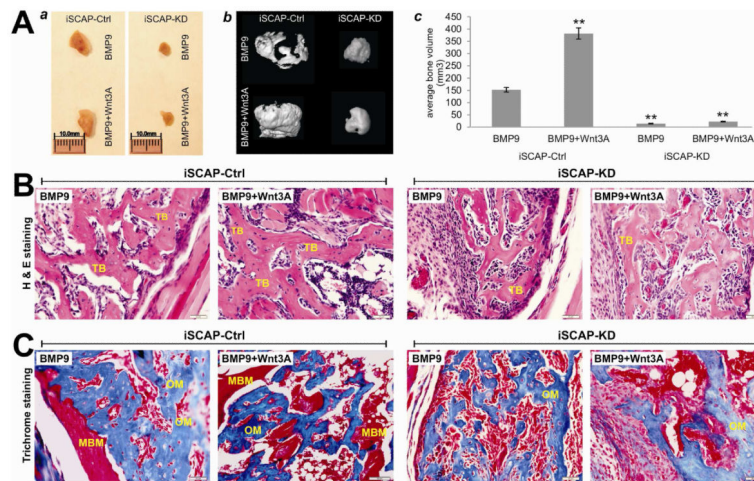 A
a
iSCAP-Ctrl
iSCAP-KD
BMP9
BMP9
BMP9+Wnt3A
BMP9+Wnt3A
10.0mm
10.0mm
b
iSCAP-Ctrl
iSCAP-KD
BMP9
BMP9+Wnt3A
c
average bone volume
(mm3)
450
400
350
300
250
200
150
100
50
0
**
**
**
BMP9
BMP9+Wnt3A
BMP9
BMP9+Wnt3A
iSCAP-Ctrl
iSCAP-KD
B
iSCAP-Ctrl
iSCAP-KD
H & E staining
BMP9
TB
TB
BMP9+Wnt3A
TB
TB
TB
BMP9
TB
BMP9+Wnt3A
TB
C
iSCAP-Ctrl
iSCAP-KD
Trichrome staining
BMP9
OM
OM
MBM
BMP9+Wnt3A
MBM
OM
MBM
BMP9
OM
BMP9+Wnt3A
OM